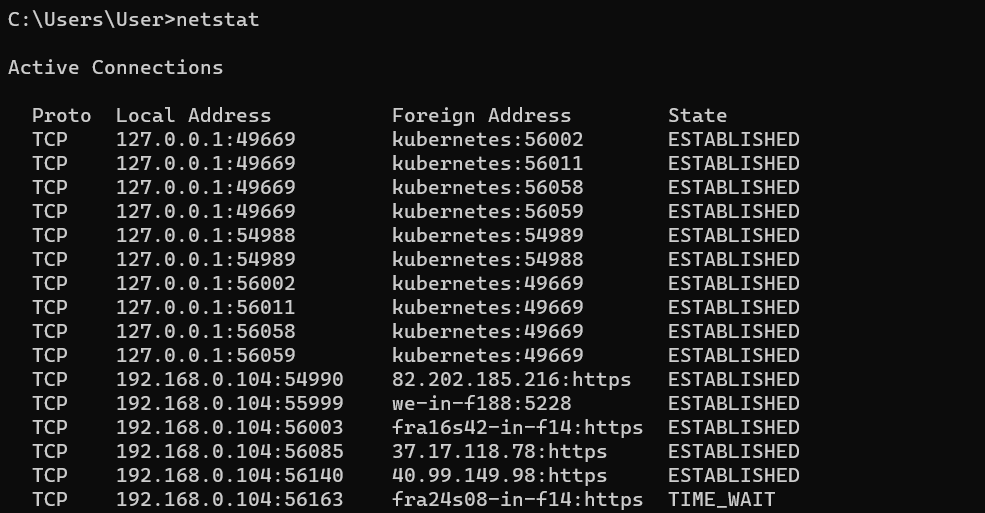 C:\Users\User>netstat
Active Connections
Proto  Local Address          Foreign Address        State
TCP    127.0.0.1:49669        kubernetes:56002       ESTABLISHED
TCP    127.0.0.1:49669        kubernetes:56011       ESTABLISHED
TCP    127.0.0.1:49669        kubernetes:56058       ESTABLISHED
TCP    127.0.0.1:49669        kubernetes:56059       ESTABLISHED
TCP    127.0.0.1:54988        kubernetes:54989       ESTABLISHED
TCP    127.0.0.1:54989        kubernetes:54988       ESTABLISHED
TCP    127.0.0.1:56002        kubernetes:49669       ESTABLISHED
TCP    127.0.0.1:56011        kubernetes:49669       ESTABLISHED
TCP    127.0.0.1:56058        kubernetes:49669       ESTABLISHED
TCP    127.0.0.1:56059        kubernetes:49669       ESTABLISHED
TCP    192.168.0.104:54990    82.202.185.216:https   ESTABLISHED
TCP    192.168.0.104:55999    we-in-f188:5228        ESTABLISHED
TCP    192.168.0.104:56003    fra16s42-in-f14:https  ESTABLISHED
TCP    192.168.0.104:56085    37.17.118.78:https     ESTABLISHED
TCP    192.168.0.104:56140    40.99.149.98:https     ESTABLISHED
TCP    192.168.0.104:56163    fra24s08-in-f14:https  TIME_WAIT